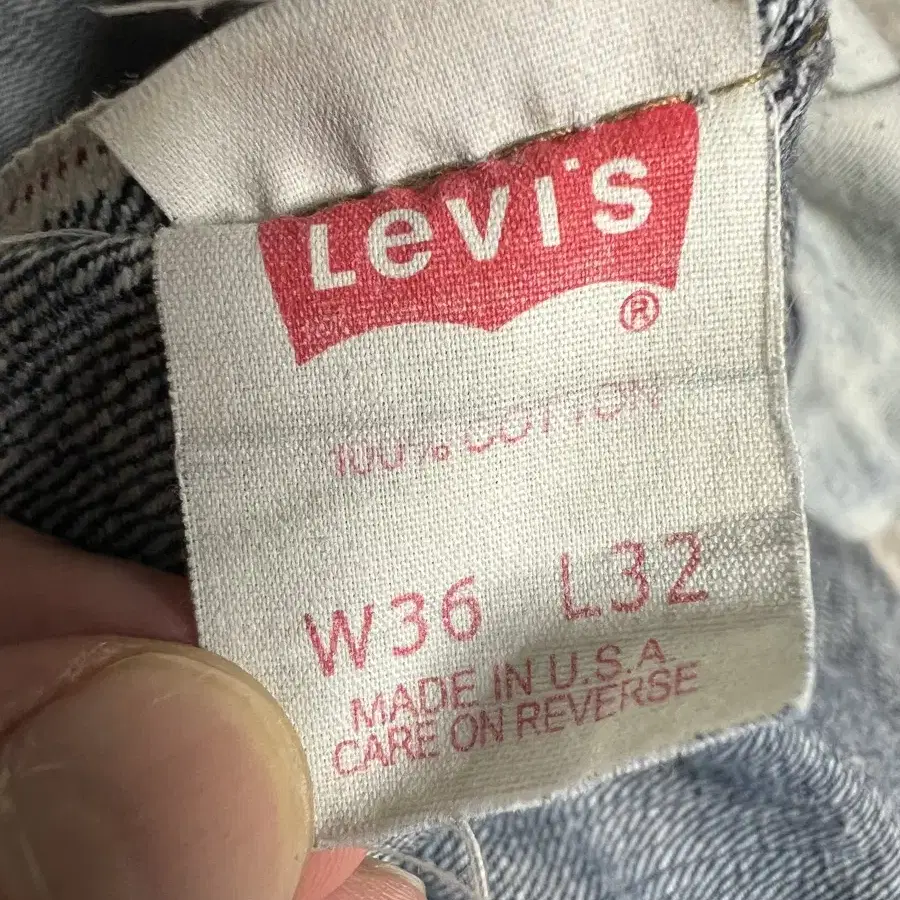 Levi's
®
100% COTTON
W36 L32
MADE IN U.S.A.
CARE ON REVERSE